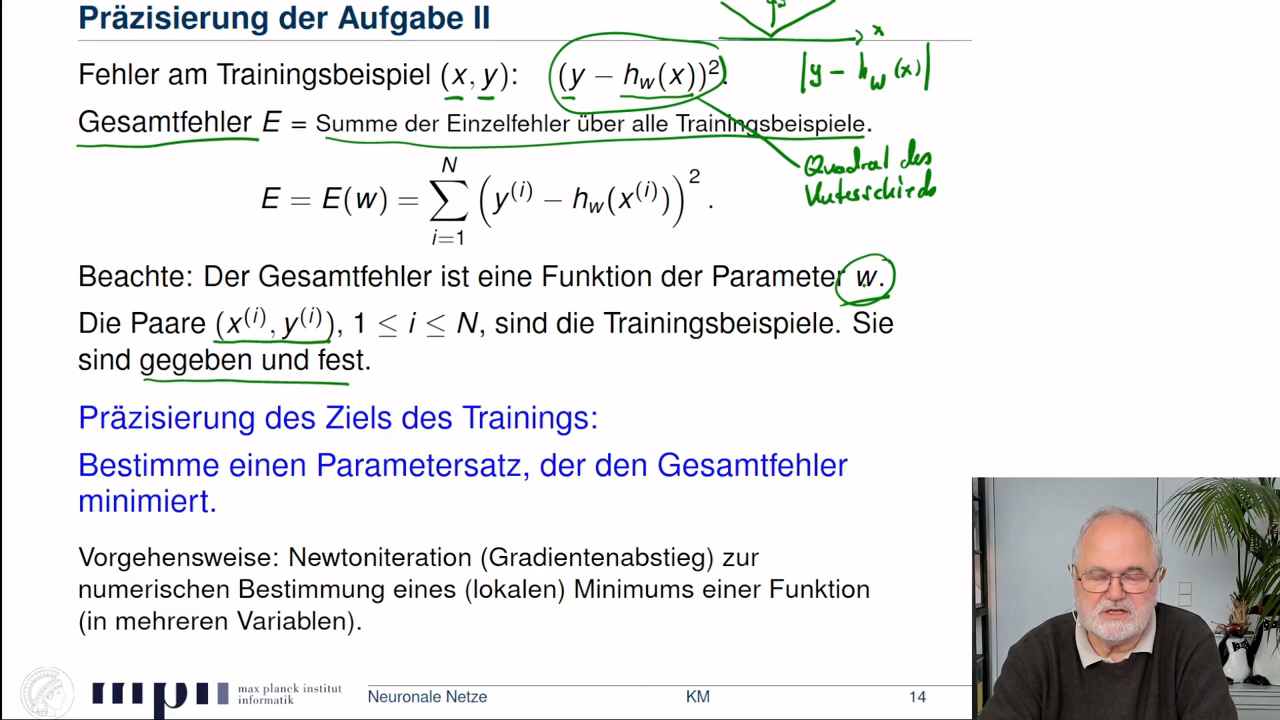 Präzisierung der Aufgabe II
x
Fehler am Trainingsbeispiel (x, y): (y − h_w(x))².
|y − h_w(x)|
Gesamtfehler E = Summe der Einzelfehler über alle Trainingsbeispiele.
Quadrat des
Unterschieds
E = E(w) = ∑_{i=1}^{N} (y^{(i)} − h_w(x^{(i)}))².
Beachte: Der Gesamtfehler ist eine Funktion der Parameter w.
Die Paare (x^{(i)}, y^{(i)}), 1 ≤ i ≤ N, sind die Trainingsbeispiele. Sie
sind gegeben und fest.
Präzisierung des Ziels des Trainings:
Bestimme einen Parametersatz, der den Gesamtfehler
minimiert.
Vorgehensweise: Newtoniteration (Gradientenabstieg) zur
numerischen Bestimmung eines (lokalen) Minimums einer Funktion
(in mehreren Variablen).
max planck institut
informatik
Neuronale Netze KM 14